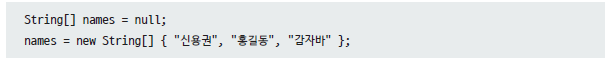 String[] names = null;
names = new String[] { "신용권", "홍길동", "감자바" };